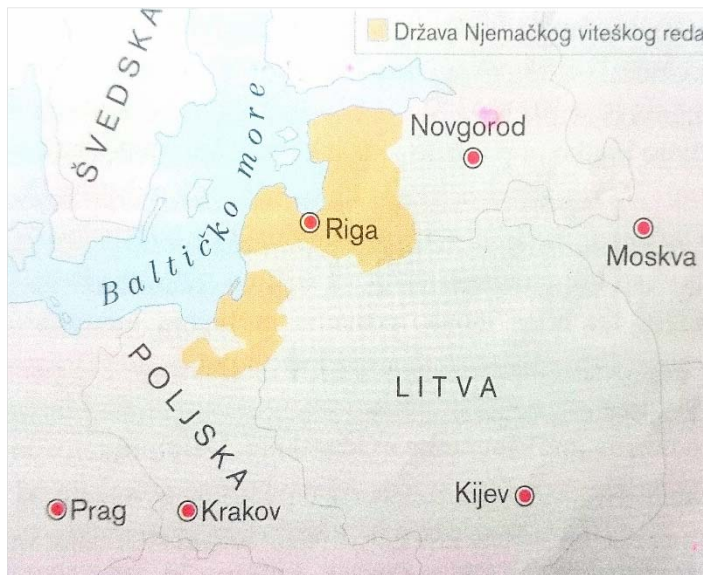 Država Njemačkog viteškog reda
ŠVEDSKA
Baltičko more
Novgorod
Riga
Moskva
POLJSKA
LITVA
Kijev
Prag
Krakov